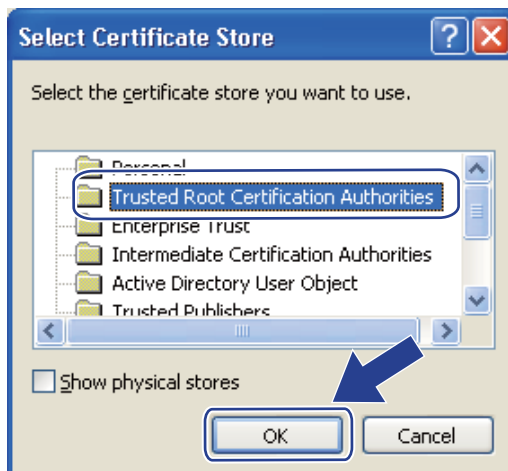 Select Certificate Store
Select the certificate store you want to use.
Personal
Trusted Root Certification Authorities
Enterprise Trust
Intermediate Certification Authorities
Active Directory User Object
Trusted Publishers
Show physical stores
OK Cancel